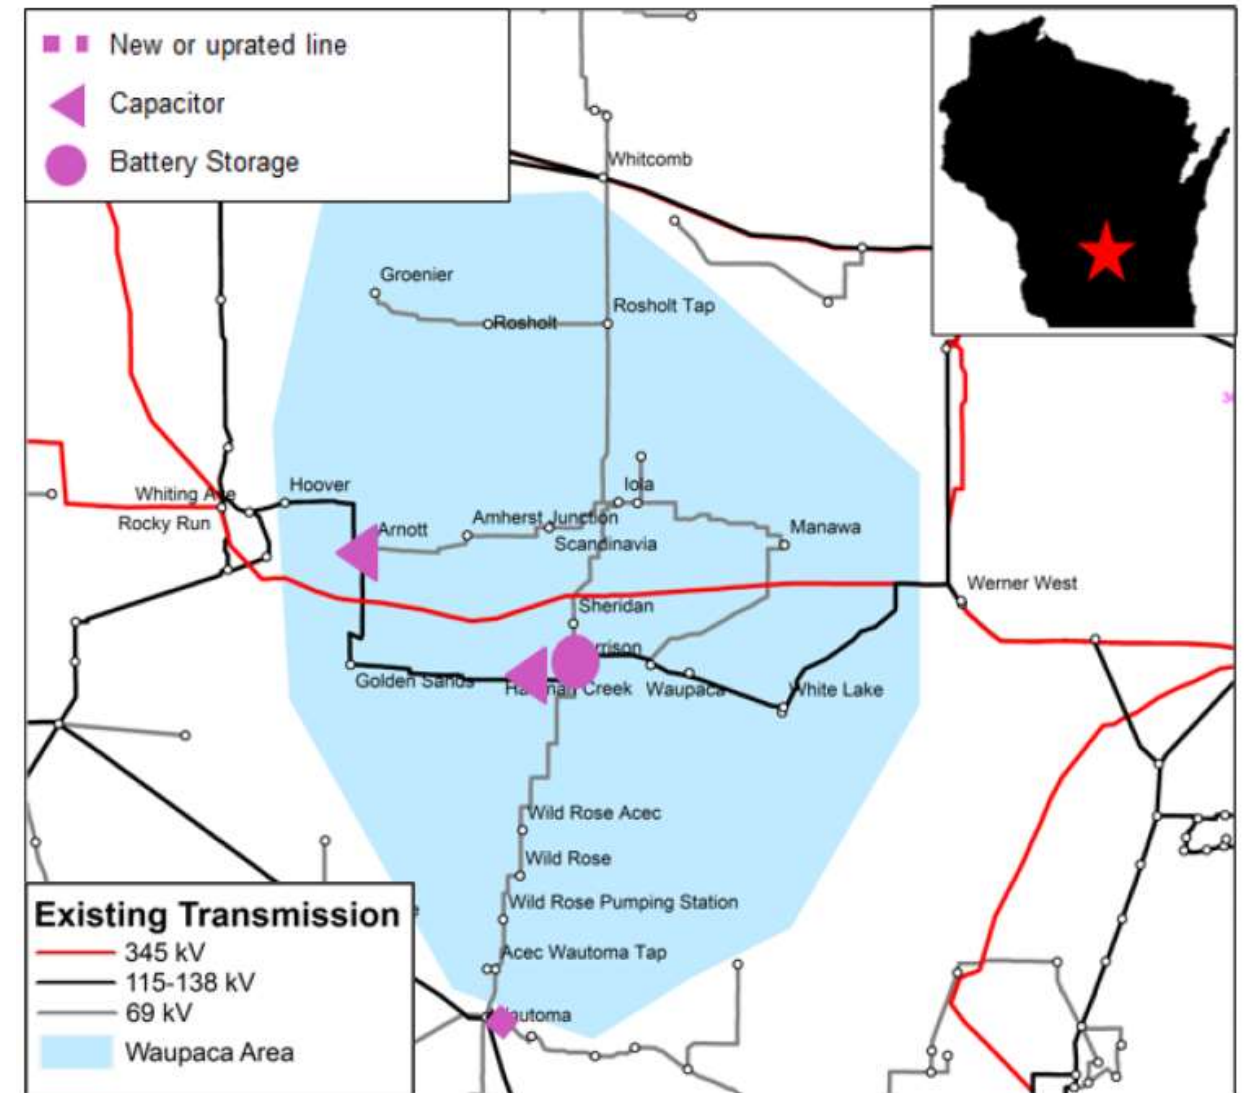 New or uprated line
Capacitor
Battery Storage
Whitcomb
Groenier
Rosholt Tap
Rosholt
Hoover
Iola
Whiting Ave
Rocky Run
Arnott
Amherst Junction
Manawa
Scandinavia
Werner West
Sheridan
rrison
Golden Sands
Creek
Waupaca
White Lake
Wild Rose Acec
Wild Rose
Wild Rose Pumping Station
Acec Wautoma Tap
automa
Existing Transmission
345 kV
115-138 kV
69 kV
Waupaca Area